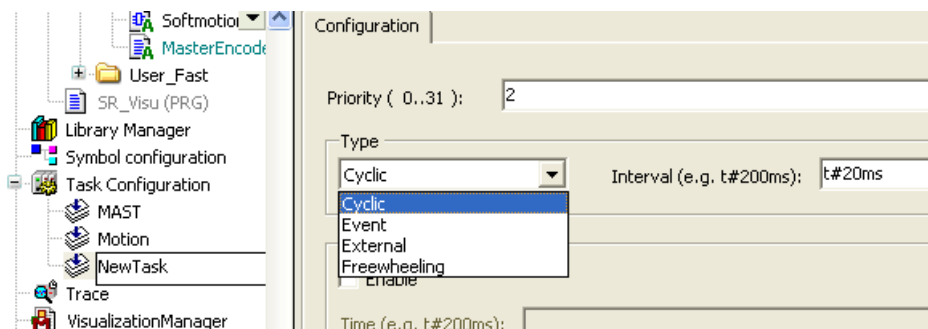 Softmotion
MasterEncode
User_Fast
SR_Visu (PRG)
Library Manager
Symbol configuration
Task Configuration
MAST
Motion
NewTask
Trace
VisualizationManager
Configuration
Priority ( 0..31 ):
2
Type
Cyclic
Interval (e.g. t#200ms):
t#20ms
Cyclic
Event
External
Freewheeling
Enable
Time (e.g. t#200ms):